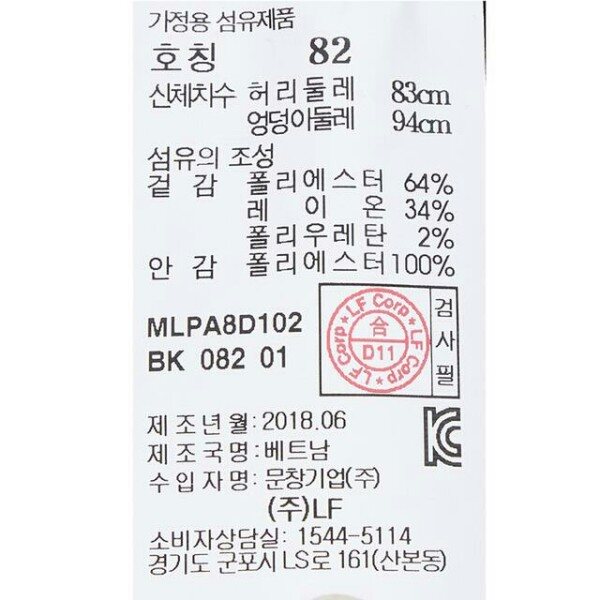 가정용 섬유제품
호칭 82
신체치수 허리둘레 83cm
엉덩이둘레 94cm
섬유의 조성
겉감 폴리에스터 64%
레이온 34%
폴리우레탄 2%
안감 폴리에스터 100%
MLPA8D102
BK 082 01
LF Corp ★ LF Corp ★ LF Corp ★
合
D11
검사필
제조년월: 2018.06
제조국명: 베트남
수입자명: 문창기업(주)
(주)LF
소비자상담실: 1544-5114
경기도 군포시 LS로 161(산본동)